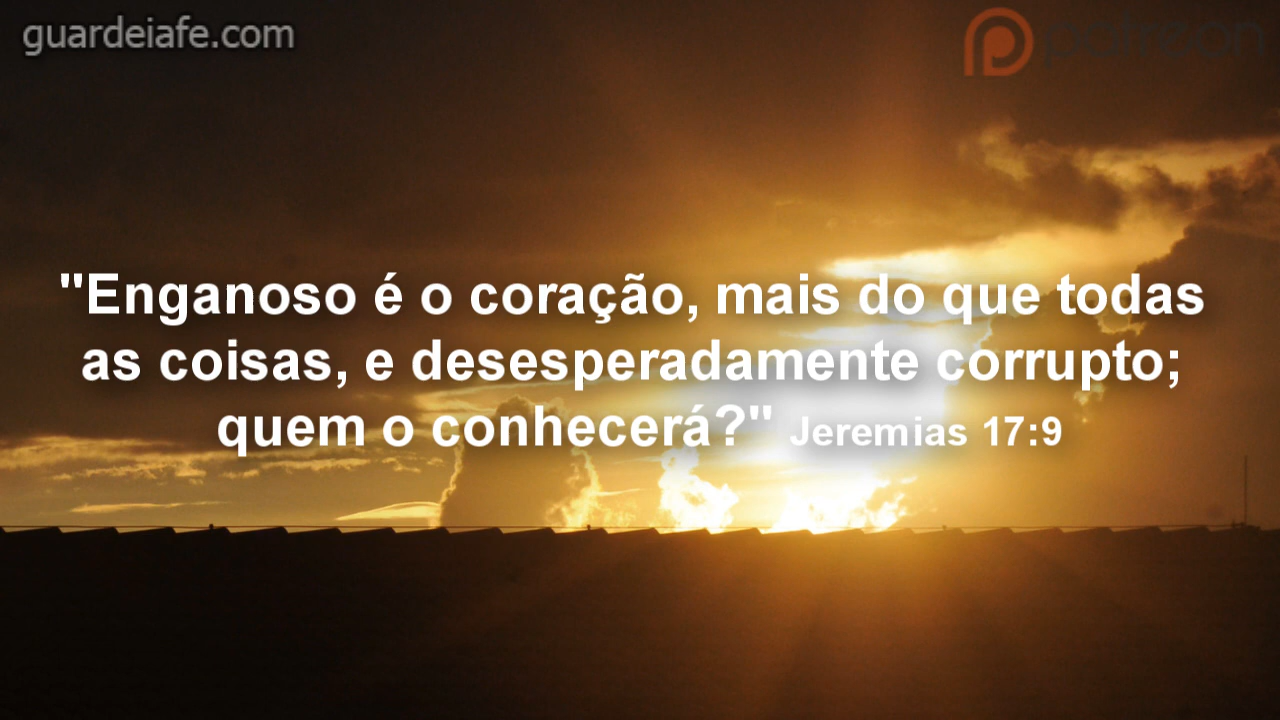 guardeiafe.com
patreon
"Enganoso é o coração, mais do que todas
as coisas, e desesperadamente corrupto;
quem o conhecerá?" Jeremias 17:9